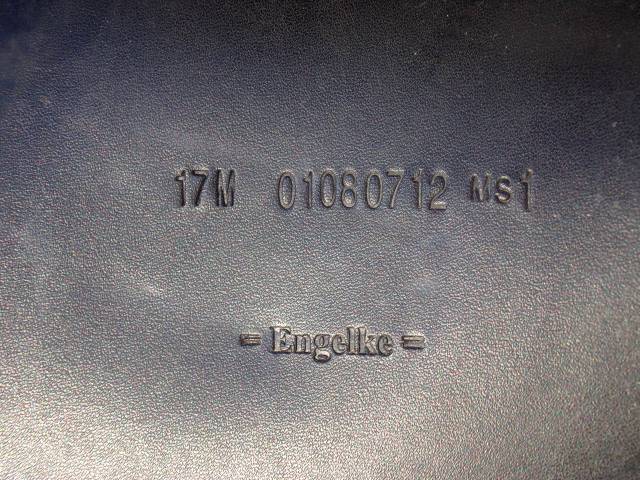 17M 01080712 MS1
= Engelke =